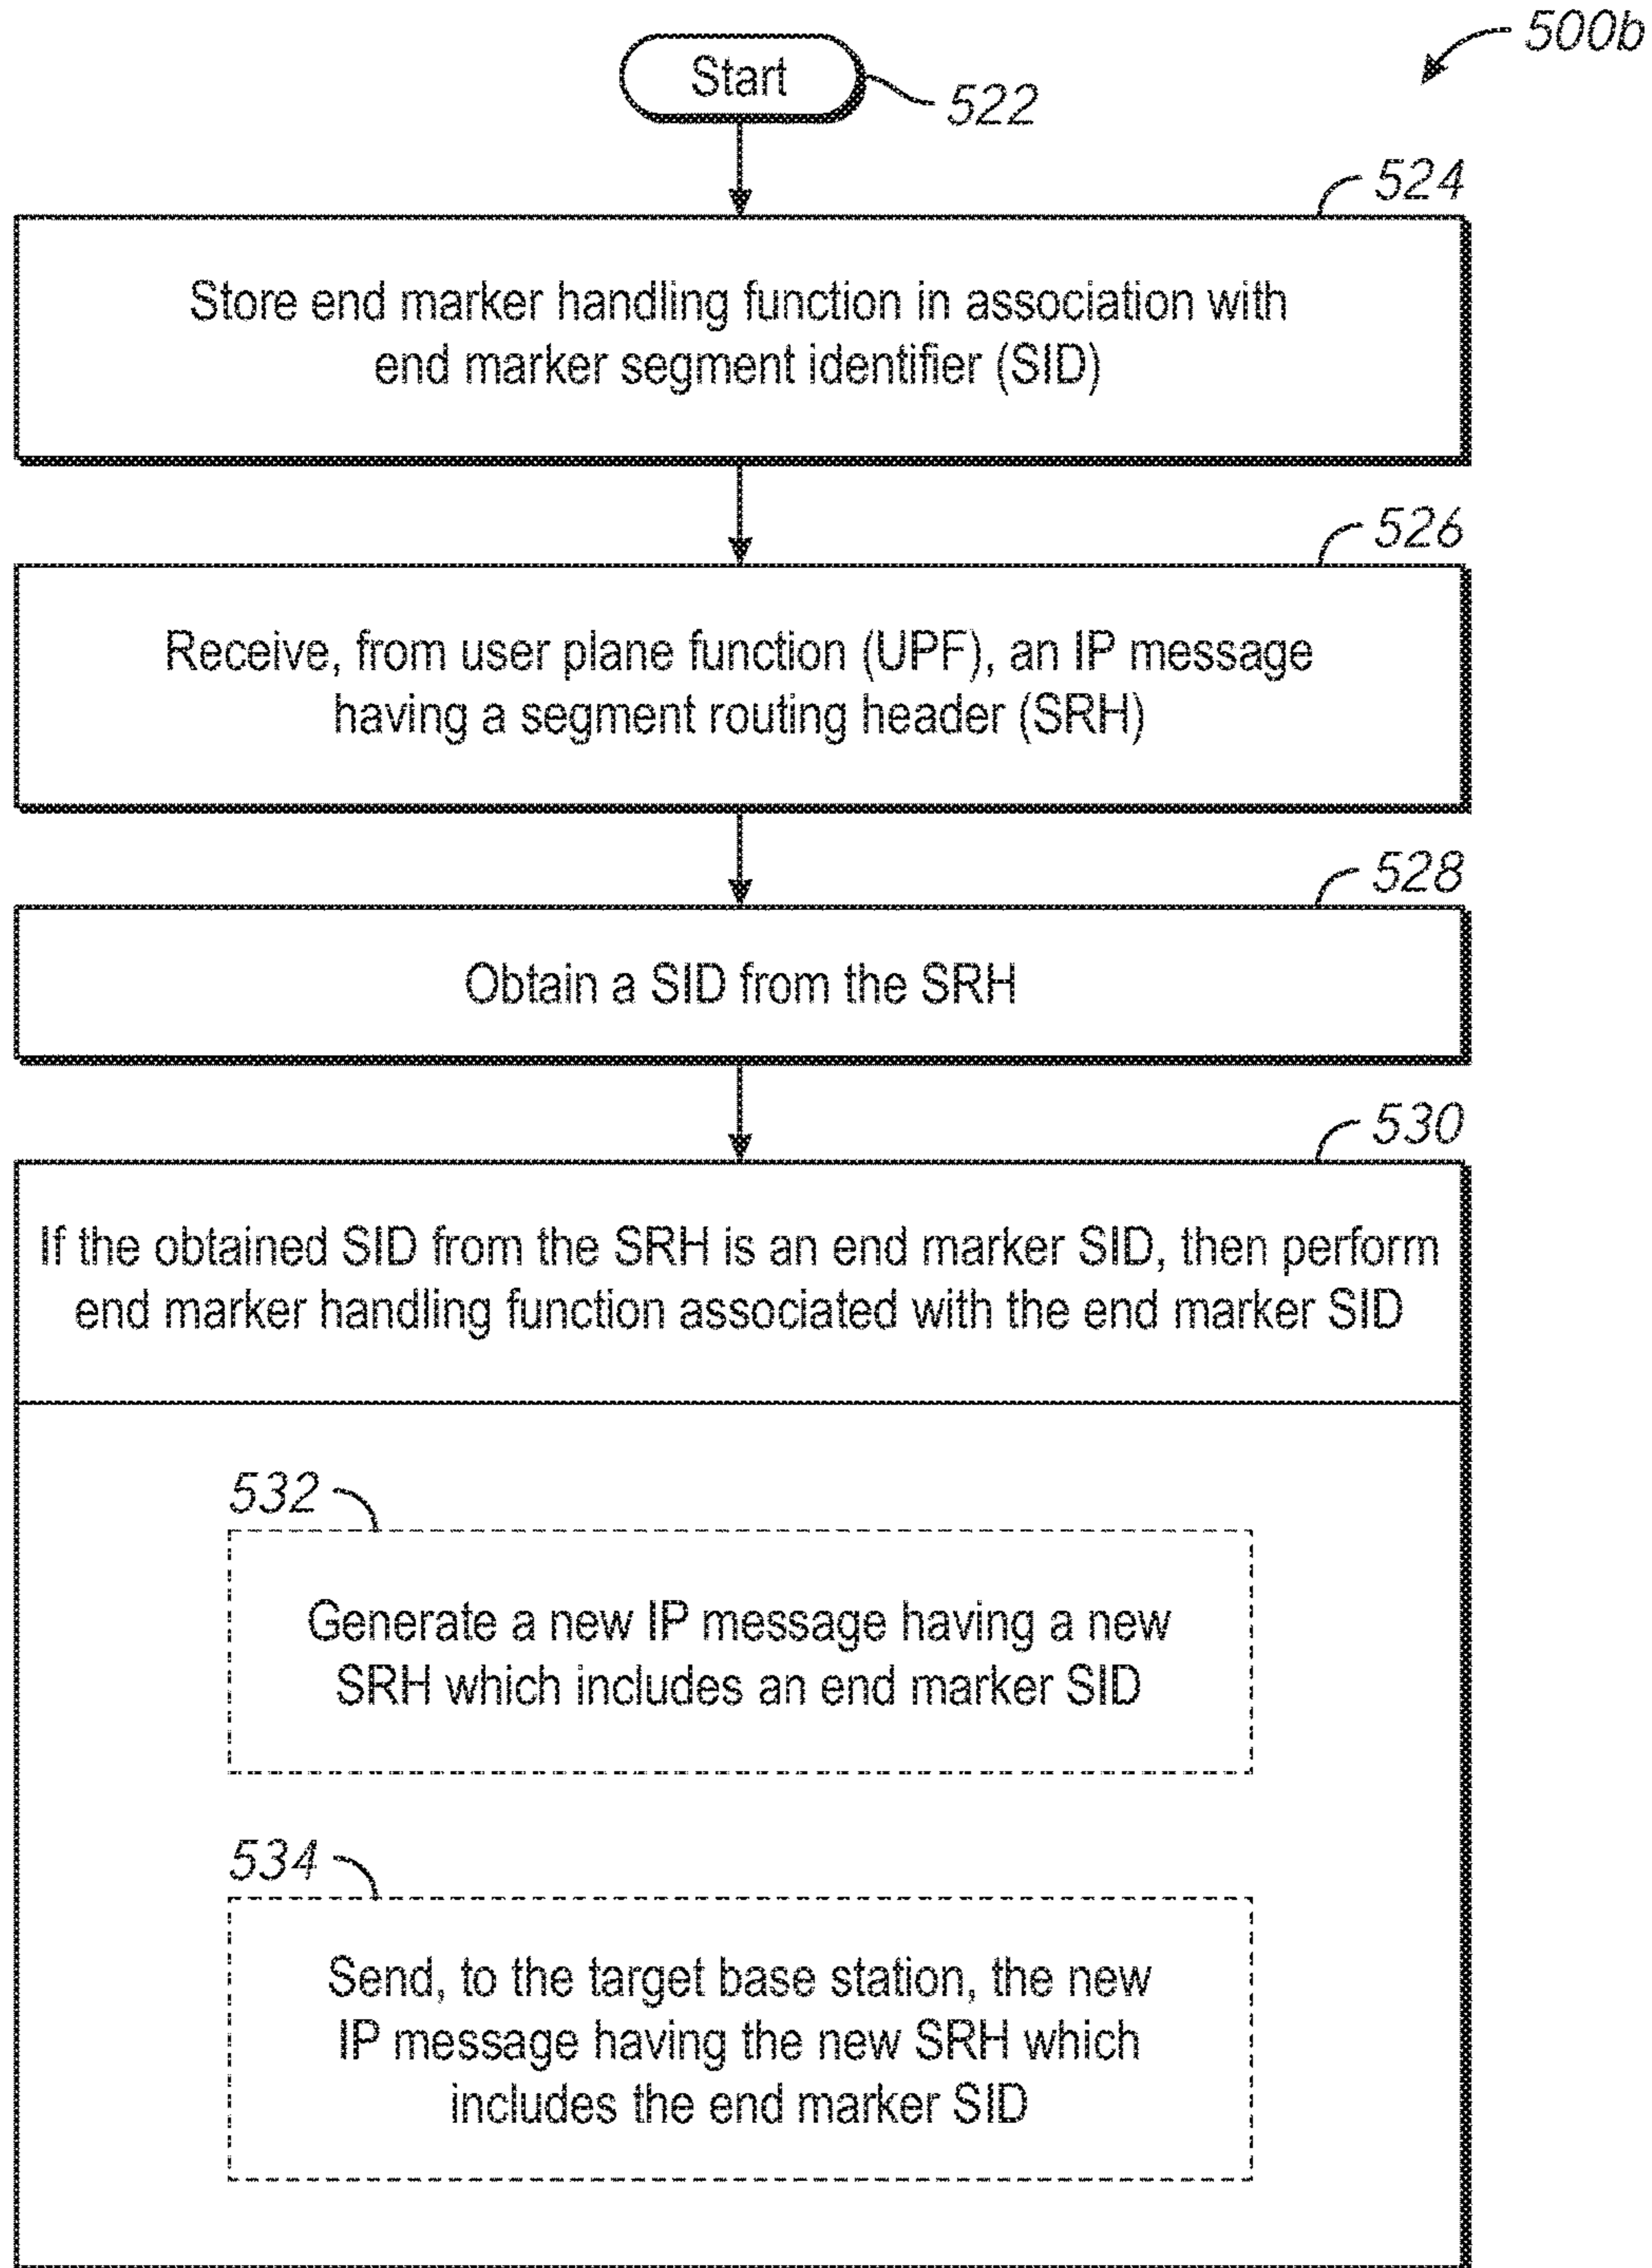 500b
Start
522
524
Store end marker handling function in association with
end marker segment identifier (SID)
526
Receive, from user plane function (UPF), an IP message
having a segment routing header (SRH)
528
Obtain a SID from the SRH
530
If the obtained SID from the SRH is an end marker SID, then perform
end marker handling function associated with the end marker SID
532
Generate a new IP message having a new
SRH which includes an end marker SID
534
Send, to the target base station, the new
IP message having the new SRH which
includes the end marker SID